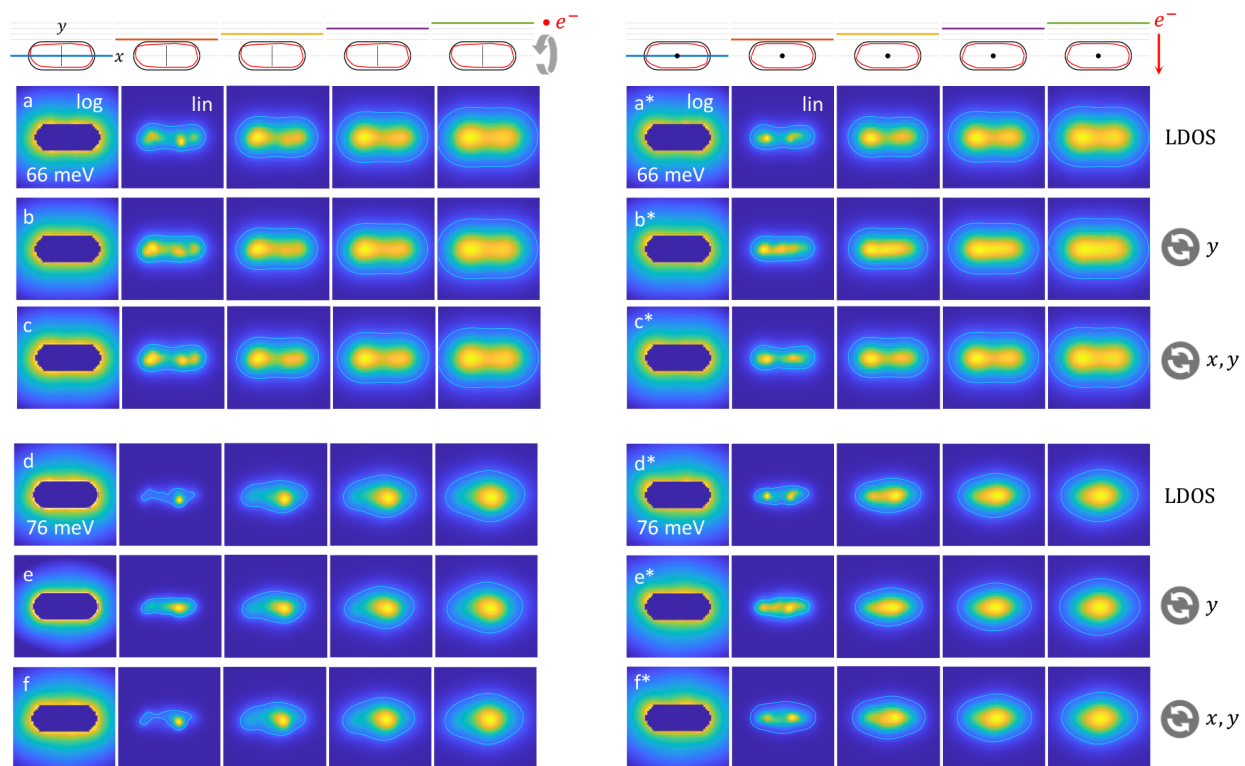 y
x
e⁻
e⁻
a log lin
66 meV
a* log lin
66 meV
LDOS
b
b*
y
c
c*
x, y
d
76 meV
d*
76 meV
LDOS
e
e*
y
f
f*
x, y